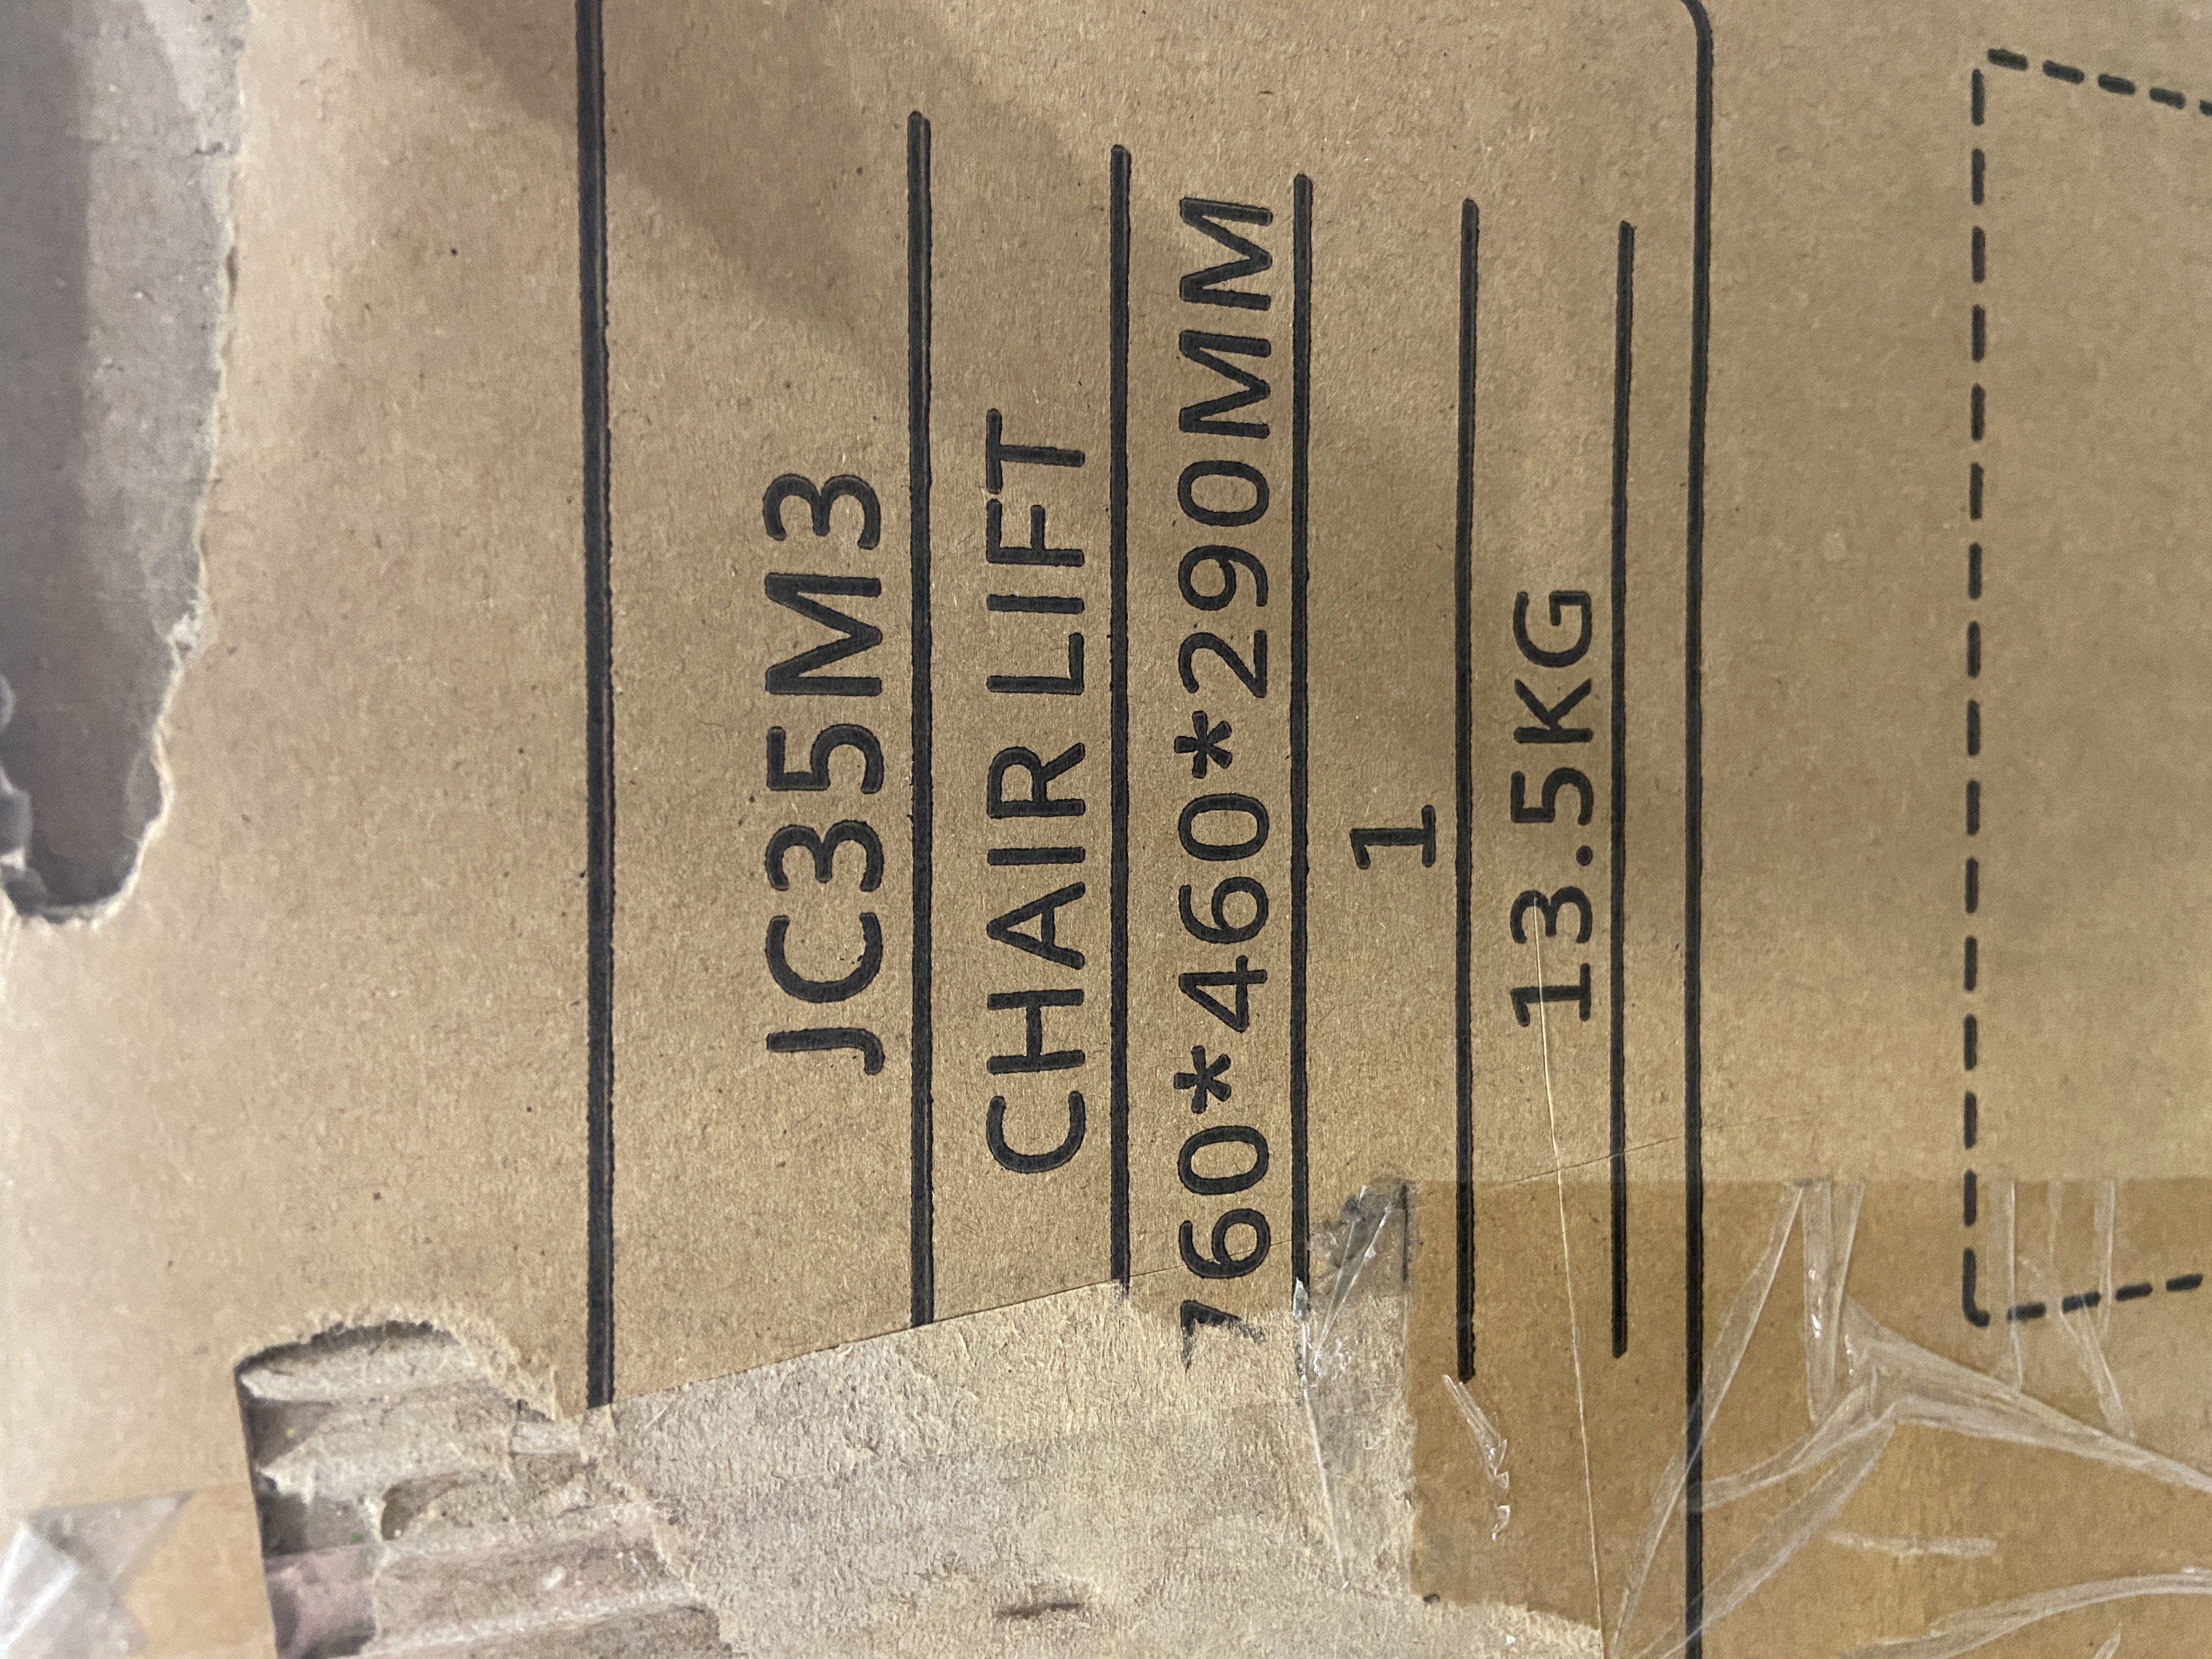 JC35M3
CHAIR LIFT
760*460*290MM
1
13.5KG